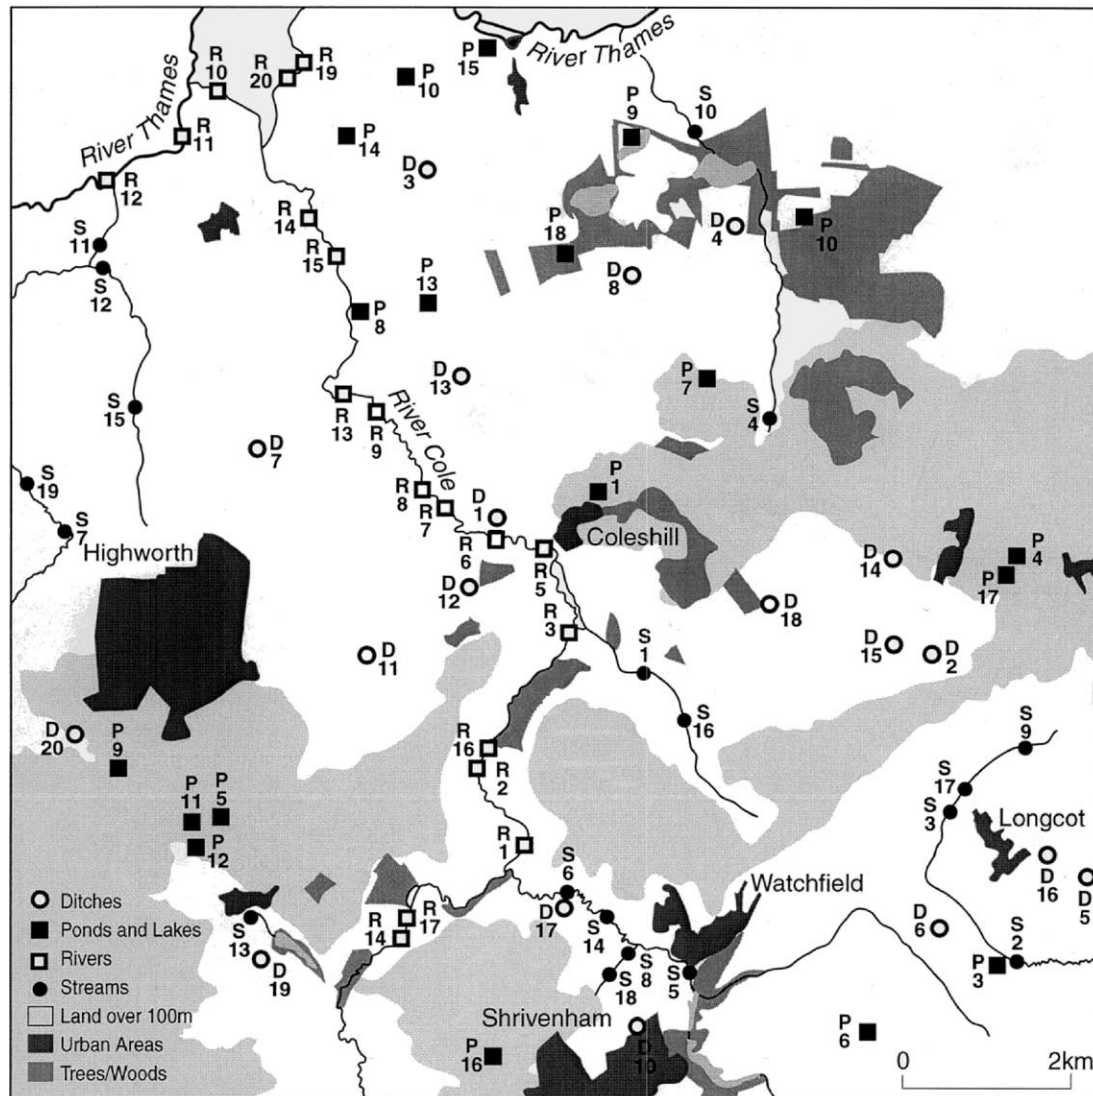 River Thames
P
15
R
10
R
20
R
19
P
10
S
10
P
9
River Thames
R
11
P
14
R
12
D
3
P
10
S
11
R
14
D
4
P
18
R
15
S
12
D
8
P
13
P
8
P
7
D
13
S
15
R
13
River Cole
R
9
S
4
D
7
S
19
P
1
R
8
R
7
D
1
S
7
Highworth
R
6
Coleshill
D
14
P
4
R
5
P
17
D
12
D
18
R
3
S
1
D
11
D
15
D
2
S
16
D
20
P
9
R
16
S
9
R
2
S
17
P
11
P
5
S
3
Longcot
P
12
R
1
S
6
D
16
D
5
Watchfield
Ditches
Ponds and Lakes
Rivers
Streams
Land over 100m
Urban Areas
Trees/Woods
S
13
R
17
R
14
D
17
S
14
D
6
S
2
D
19
S
8
S
18
S
5
P
3
Shrivenham
D
10
P
16
P
6
0 2km